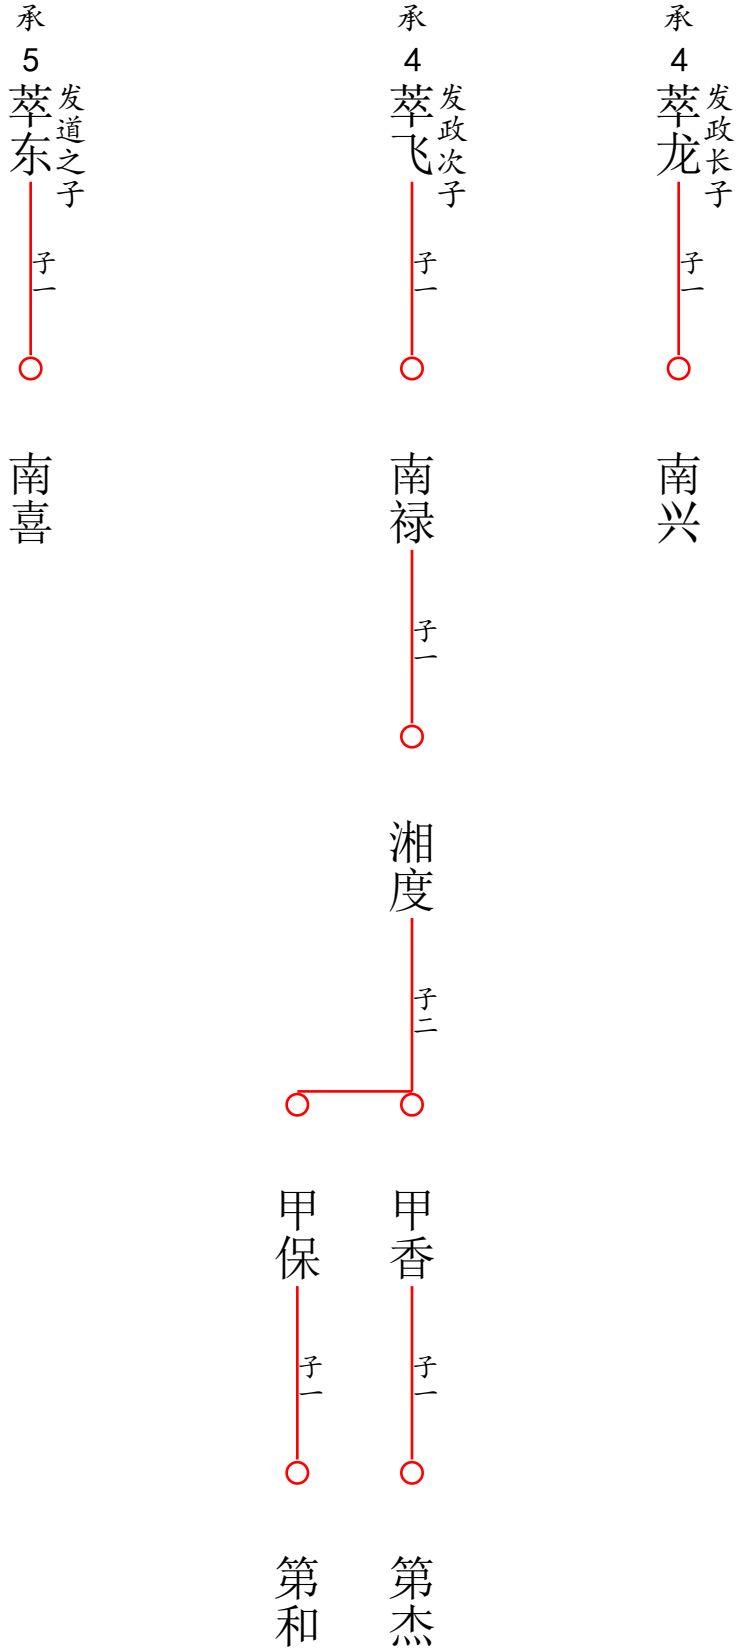 承
4
萃龙
发政长子
子一
南兴
承
4
萃飞
发政次子
子一
南禄
子一
湘度
子二
甲香
子一
第杰
甲保
子一
第和
承
5
萃东
发道之子
子一
南喜